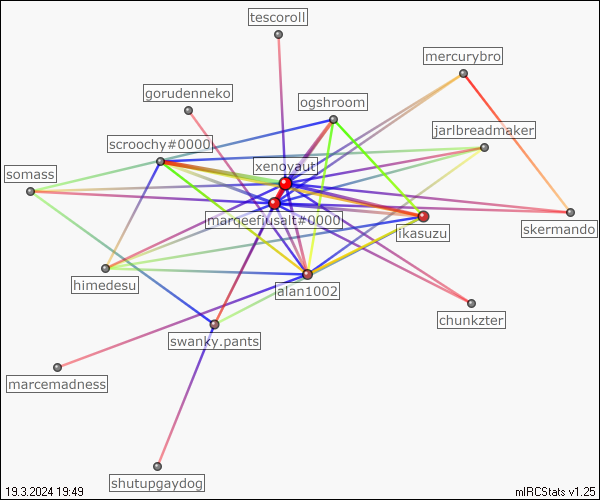 tescoroll
mercurybro
gorudenneko
ogshroom
jarlbreadmaker
scroochy#0000
xenoyaut
somass
marqeefiusalt#0000
ikasuzu
skermando
himedesu
alan1002
chunkzter
swanky.pants
marcemadness
shutupgaydog
19.3.2024 19:49
mIRCStats v1.25